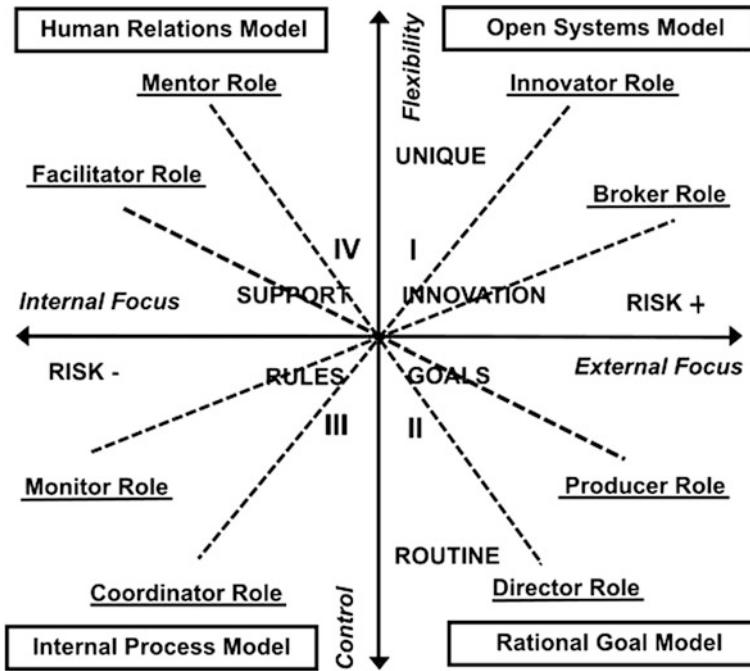 Human Relations Model
Flexibility
Open Systems Model
Mentor Role
Innovator Role
UNIQUE
Facilitator Role
Broker Role
IV
I
Internal Focus
SUPPORT
INNOVATION
RISK +
RISK -
RULES
GOALS
External Focus
III
II
Monitor Role
Producer Role
ROUTINE
Coordinator Role
Control
Director Role
Internal Process Model
Rational Goal Model